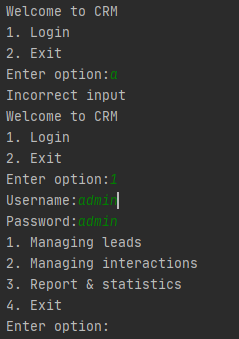 Welcome to CRM
1. Login
2. Exit
Enter option:a
Incorrect input
Welcome to CRM
1. Login
2. Exit
Enter option:1
Username:admin
Password:admin
1. Managing leads
2. Managing interactions
3. Report & statistics
4. Exit
Enter option: